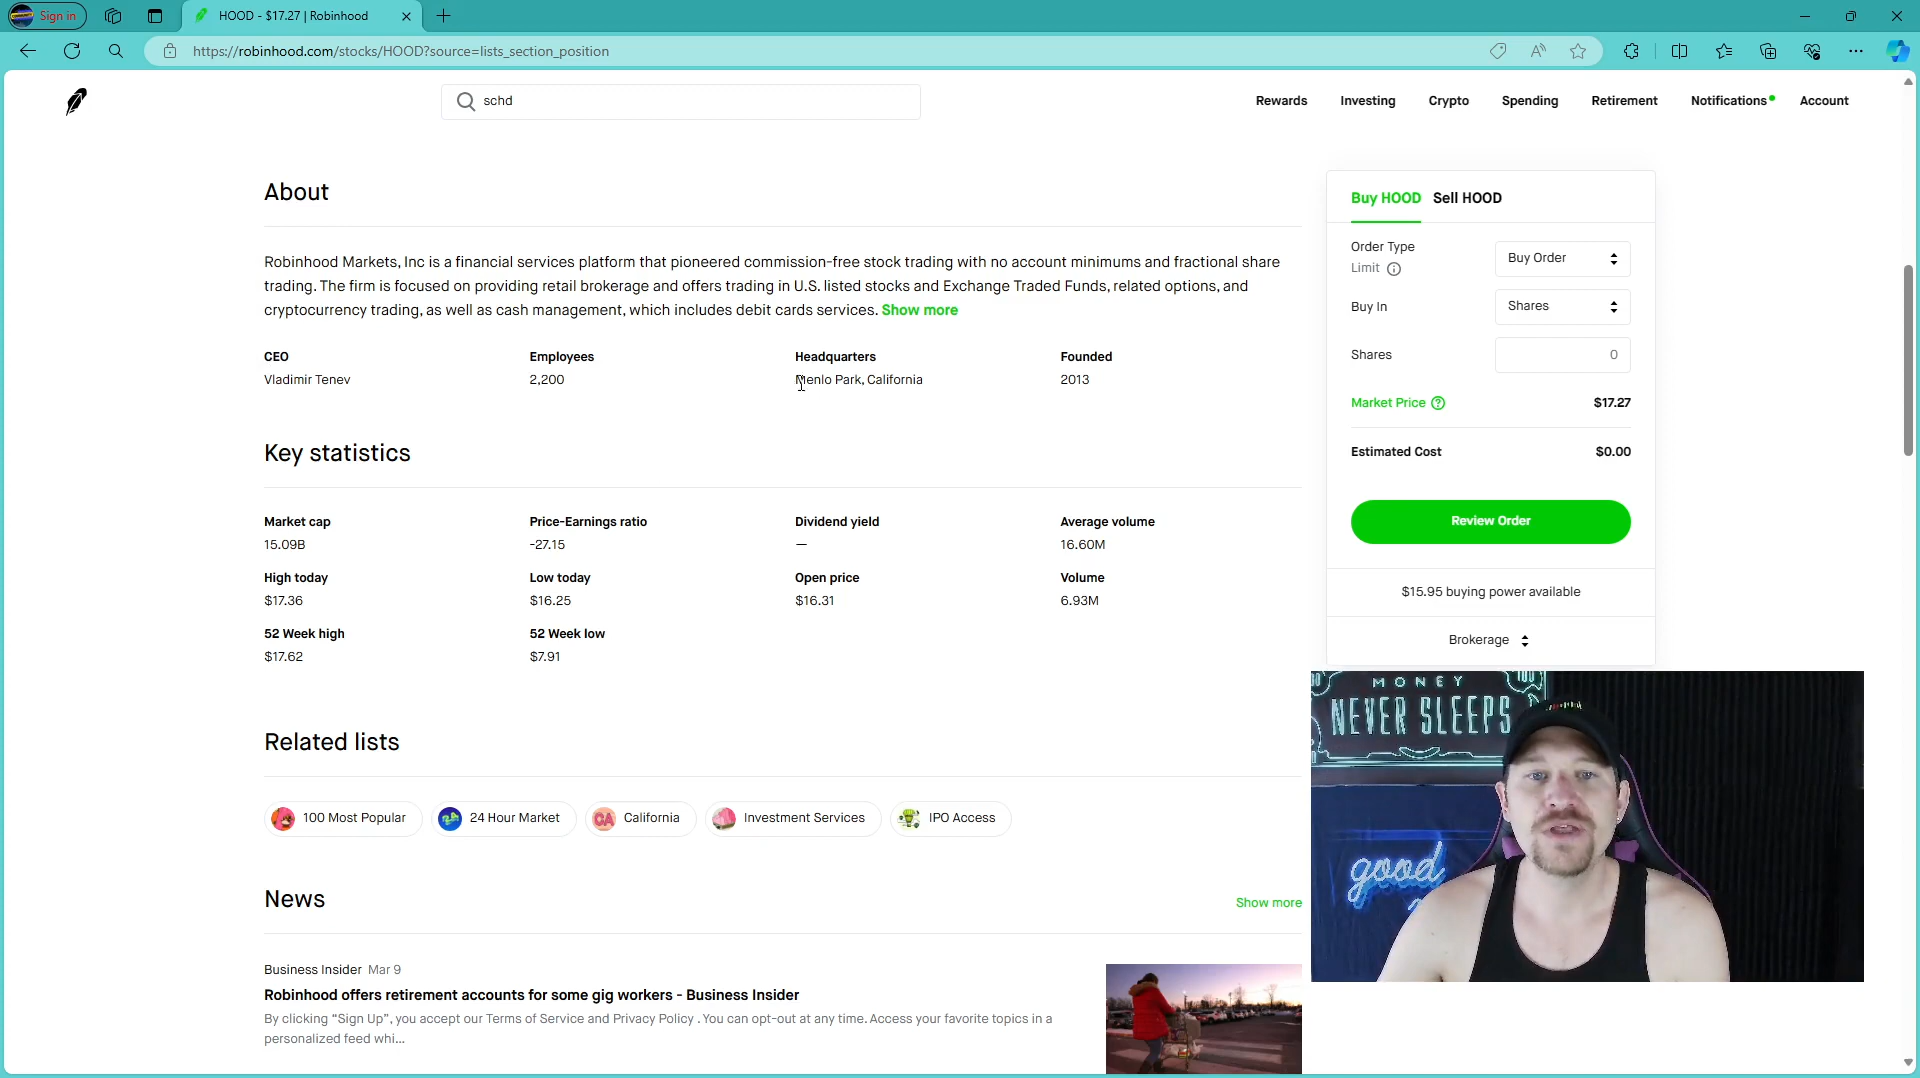 Sign in
HOOD - $17.27 | Robinhood
https://robinhood.com/stocks/HOOD?source=lists_section_position
schd
Rewards
Investing
Crypto
Spending
Retirement
Notifications
Account
About
Robinhood Markets, Inc is a financial services platform that pioneered commission-free stock trading with no account minimums and fractional share
trading. The firm is focused on providing retail brokerage and offers trading in U.S. listed stocks and Exchange Traded Funds, related options, and
cryptocurrency trading, as well as cash management, which includes debit cards services. Show more
CEO
Vladimir Tenev
Employees
2,200
Headquarters
Menlo Park, California
Founded
2013
Key statistics
Market cap
15.09B
Price-Earnings ratio
-27.15
Dividend yield
—
Average volume
16.60M
High today
$17.36
Low today
$16.25
Open price
$16.31
Volume
6.93M
52 Week high
$17.62
52 Week low
$7.91
Related lists
100 Most Popular
24 Hour Market
CA California
Investment Services
IPO Access
News
Show more
Business Insider Mar 9
Robinhood offers retirement accounts for some gig workers - Business Insider
By clicking “Sign Up”, you accept our Terms of Service and Privacy Policy . You can opt-out at any time. Access your favorite topics in a
personalized feed whi...
Buy HOOD
Sell HOOD
Order Type
Limit
Buy Order
Buy In
Shares
Shares
0
Market Price
$17.27
Estimated Cost
$0.00
Review Order
$15.95 buying power available
Brokerage
MONEY
NEVER SLEEPS
100
good